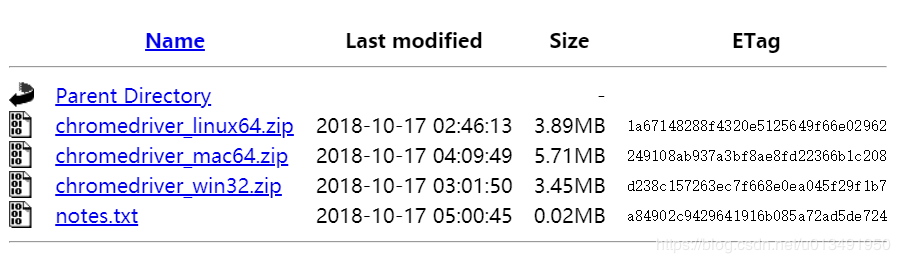 Name Last modified Size ETag
Parent Directory -
chromedriver_linux64.zip 2018-10-17 02:46:13 3.89MB 1a67148288f4320e5125649f66e02962
chromedriver_mac64.zip 2018-10-17 04:09:49 5.71MB 249108ab937a3bf8ae8fd22366b1c208
chromedriver_win32.zip 2018-10-17 03:01:50 3.45MB d238c157263ec7f668e0ea045f29f1b7
notes.txt 2018-10-17 05:00:45 0.02MB a84902c9429641916b085a72ad5de724
https://blog.csdn.net/u013491950